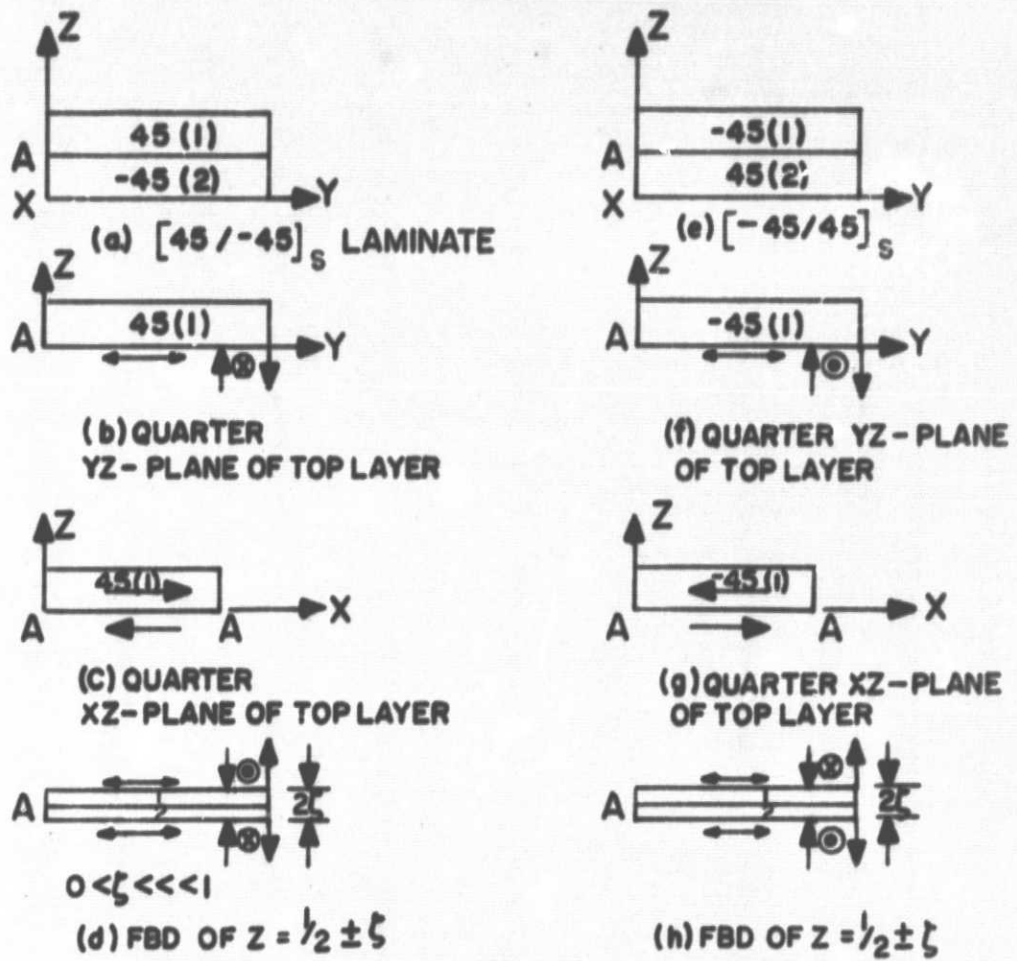 Z
45 (1)
A
-45 (2)
X
Y
(a) [45/-45]s LAMINATE
Z
45(1)
A
Y
(b) QUARTER
YZ- PLANE OF TOP LAYER
Z
45(1)
A
A
X
(C) QUARTER
XZ-PLANE OF TOP LAYER
A
2ζ
0<ζ<<<1
(d) FBD OF Z = 1/2 ± ζ
Z
-45(1)
A
45(2)
X
Y
(e) [-45/45]s
Z
-45(1)
A
Y
(f) QUARTER YZ-PLANE
OF TOP LAYER
Z
-45(1)
A
A
X
(g) QUARTER XZ-PLANE
OF TOP LAYER
A
2ζ
(h) FBD OF Z = 1/2 ± ζ